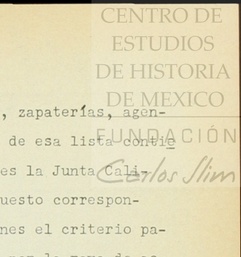 CENTRO DE
ESTUDIOS
DE HISTORIA
DE MEXICO
FUNDACIÓN
Carlos Slim
, zapaterías, agen-
de esa lista contie
es la Junta Cali-
uesto correspon-
nes el criterio pa-